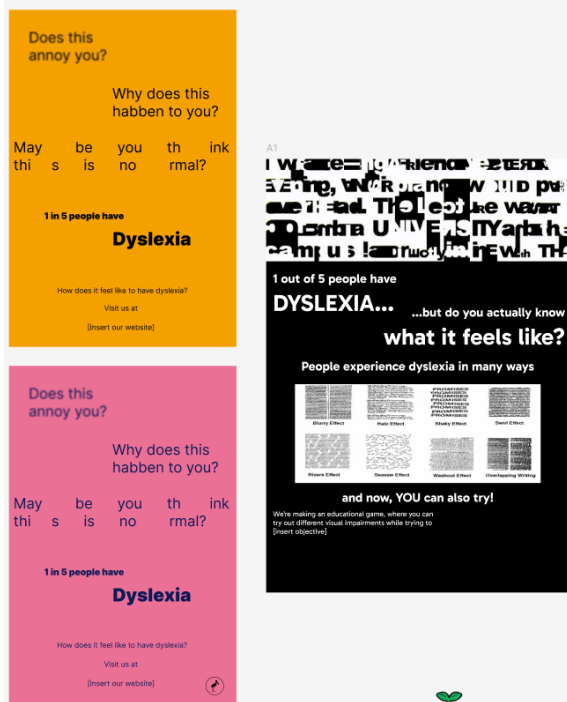 Does this
annoy you?
Why does this
habben to you?
May be you th ink
thi s is no rmal?
1 in 5 people have
Dyslexia
How does it feel like to have dyslexia?
Visit us at
[Insert our website]
Does this
annoy you?
Why does this
habben to you?
May be you th ink
thi s is no rmal?
1 in 5 people have
Dyslexia
How does it feel like to have dyslexia?
Visit us at
[Insert our website]
A1
1 out of 5 people have
DYSLEXIA...
...but do you actually know
what it feels like?
People experience dyslexia in many ways
PROMISES
PROMISES
PROMISES
PROMISES
PROMISES
Blurry Effect Halo Effect Shaky Effect Swirl Effect
Rivers Effect Seasaw Effect Washout Effect Overlapping Writing
and now, YOU can also try!
We're making an educational game, where you can
try out different visual impairments while trying to
[insert objective]